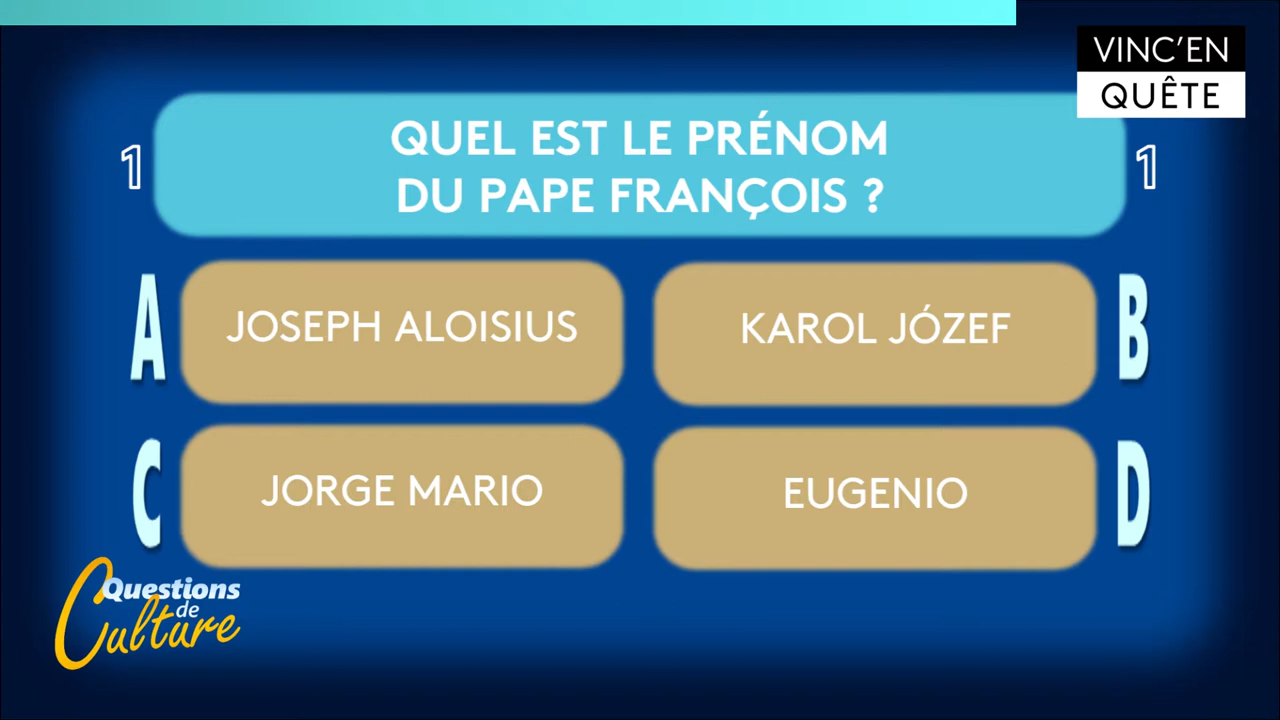 VINC'EN
QUÊTE
1
QUEL EST LE PRÉNOM
DU PAPE FRANÇOIS ?
1
A
JOSEPH ALOISIUS
B
KAROL JÓZEF
C
JORGE MARIO
D
EUGENIO
Questions
de
Culture